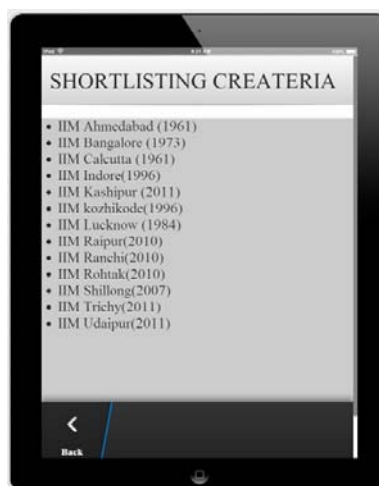 SHORTLISTING CREATERIA
• IIM Ahmedabad (1961)
• IIM Bangalore (1973)
• IIM Calcutta (1961)
• IIM Indore(1996)
• IIM Kashipur (2011)
• IIM kozhikode(1996)
• IIM Lucknow (1984)
• IIM Raipur(2010)
• IIM Ranchi(2010)
• IIM Rohtak(2010)
• IIM Shillong(2007)
• IIM Trichy(2011)
• IIM Udaipur(2011)
Back